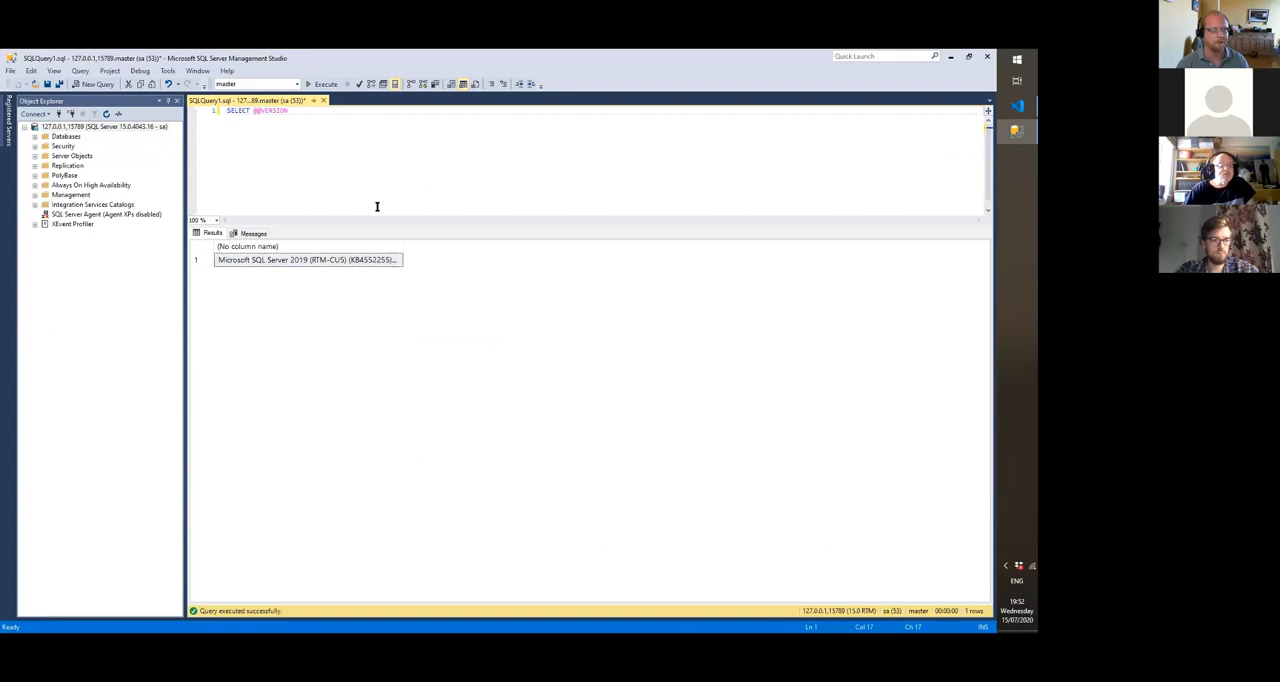 SQLQuery1.sql - 127.0.0.1,15789.master (sa (53))* - Microsoft SQL Server Management Studio
Quick Launch
File Edit View Query Project Debug Tools Window Help
New Query
master
Execute
Registered Servers
Object Explorer
Connect
127.0.0.1,15789 (SQL Server 15.0.4043.16 - sa)
Databases
Security
Server Objects
Replication
PolyBase
Always On High Availability
Management
Integration Services Catalogs
SQL Server Agent (Agent XPs disabled)
XEvent Profiler
SQLQuery1.sql - 127...89.master (sa (53))*
1 SELECT @@VERSION
100 %
Results Messages
(No column name)
1 Microsoft SQL Server 2019 (RTM-CU5) (KB4552255)...
Query executed successfully.
127.0.0.1,15789 (15.0 RTM) sa (53) master 00:00:00 1 rows
Ready
Ln 1 Col 17 Ch 17 INS
ENG
19:52
Wednesday
15/07/2020